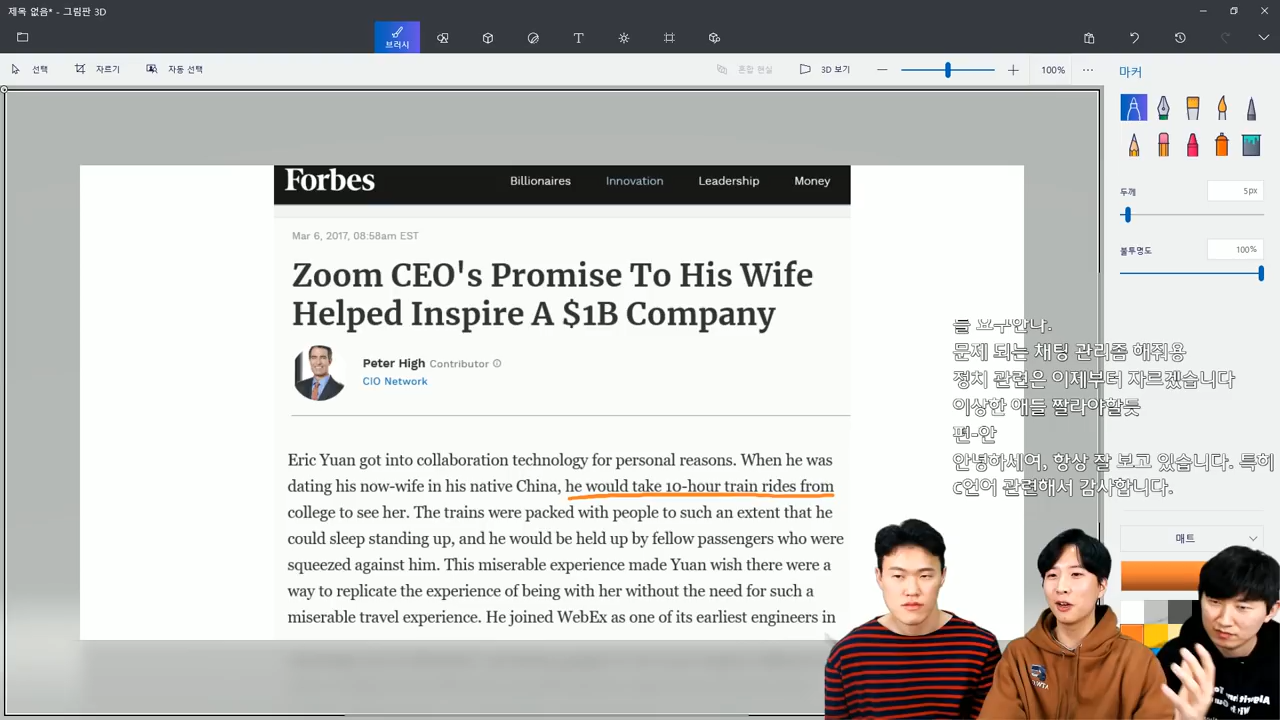 제목 없음* - 그림판 3D
브러시
선택
자르기
자동 선택
혼합 현실
3D 보기
100%
마커
두께
5px
불투명도
100%
매트
Forbes
Billionaires
Innovation
Leadership
Money
Mar 6, 2017, 08:58am EST
Zoom CEO's Promise To His Wife
Helped Inspire A $1B Company
Peter High Contributor
CIO Network
Eric Yuan got into collaboration technology for personal reasons. When he was
dating his now-wife in his native China, he would take 10-hour train rides from
college to see her. The trains were packed with people to such an extent that he
could sleep standing up, and he would be held up by fellow passengers who were
squeezed against him. This miserable experience made Yuan wish there were a
way to replicate the experience of being with her without the need for such a
miserable travel experience. He joined WebEx as one of its earliest engineers in
문제 되는 채팅 관리좀 해줘용
정치 관련은 이제부터 자르겠습니다
이상한 애들 짤라야할듯
편-안
안녕하세여, 항상 잘 보고 있습니다. 특히
c언어 관련해서 감사합니다.